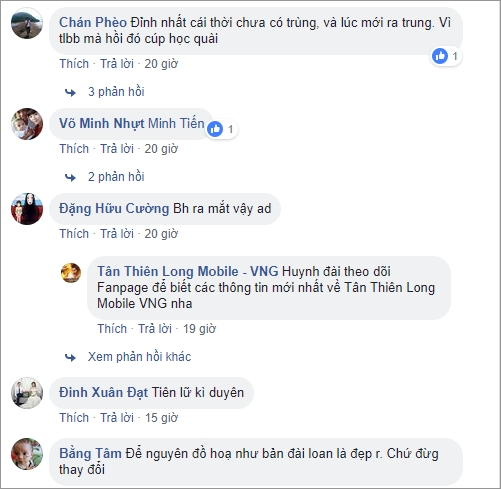 Chán Phèo Đỉnh nhất cái thời chưa có trùng, và lúc mới ra trung. Vì
tlbb mà hồi đó cúp học quài
1
Thích · Trả lời · 20 giờ
3 phản hồi
Võ Minh Nhựt Minh Tiến
1
Thích · Trả lời · 20 giờ
2 phản hồi
Đặng Hữu Cường Bh ra mắt vậy ad
Thích · Trả lời · 20 giờ
Tân Thiên Long Mobile - VNG Huynh đài theo dõi
Fanpage để biết các thông tin mới nhất về Tân Thiên Long
Mobile VNG nha
Thích · Trả lời · 19 giờ
Xem phản hồi khác
Đinh Xuân Đạt Tiên lữ kì duyên
Thích · Trả lời · 15 giờ
Bằng Tâm Để nguyên đồ hoạ như bản đài loan là đẹp r. Chứ đừg
thay đổi